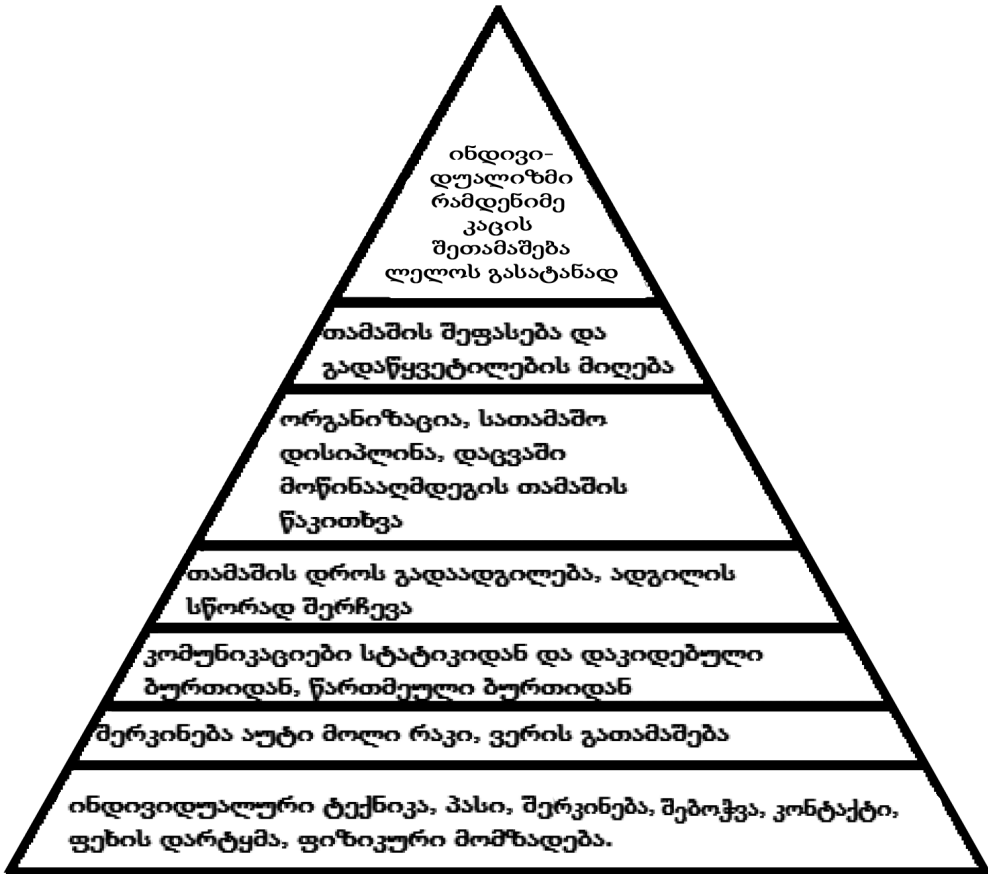 ინდივი-
დუალიზმი
რამდენიმე
კაცის
შეთამაშება
ლელოს გასატანად
თამაშის შეფასება და
გადაწყვეტილების მიღება
ორგანიზაცია, სათამაშო
დისიპლინა, დაცვაში
მოწინააღმდეგის თამაშის
წაკითხვა
თამაშის დროს გადაადგილება, ადგილის
სწორად შერჩევა
კომუნიკაციები სტატიკიდან და დაკიდებული
ბურთიდან, წართმეული ბურთიდან
შერკინება აუტი მოლი რაკი, ვერის გათამაშება
ინდივიდუალური ტექნიკა, პასი, შერკინება, შებოჭვა, კონტაქტი,
ფეხის დარტყმა, ფიზიკური მომზადება.